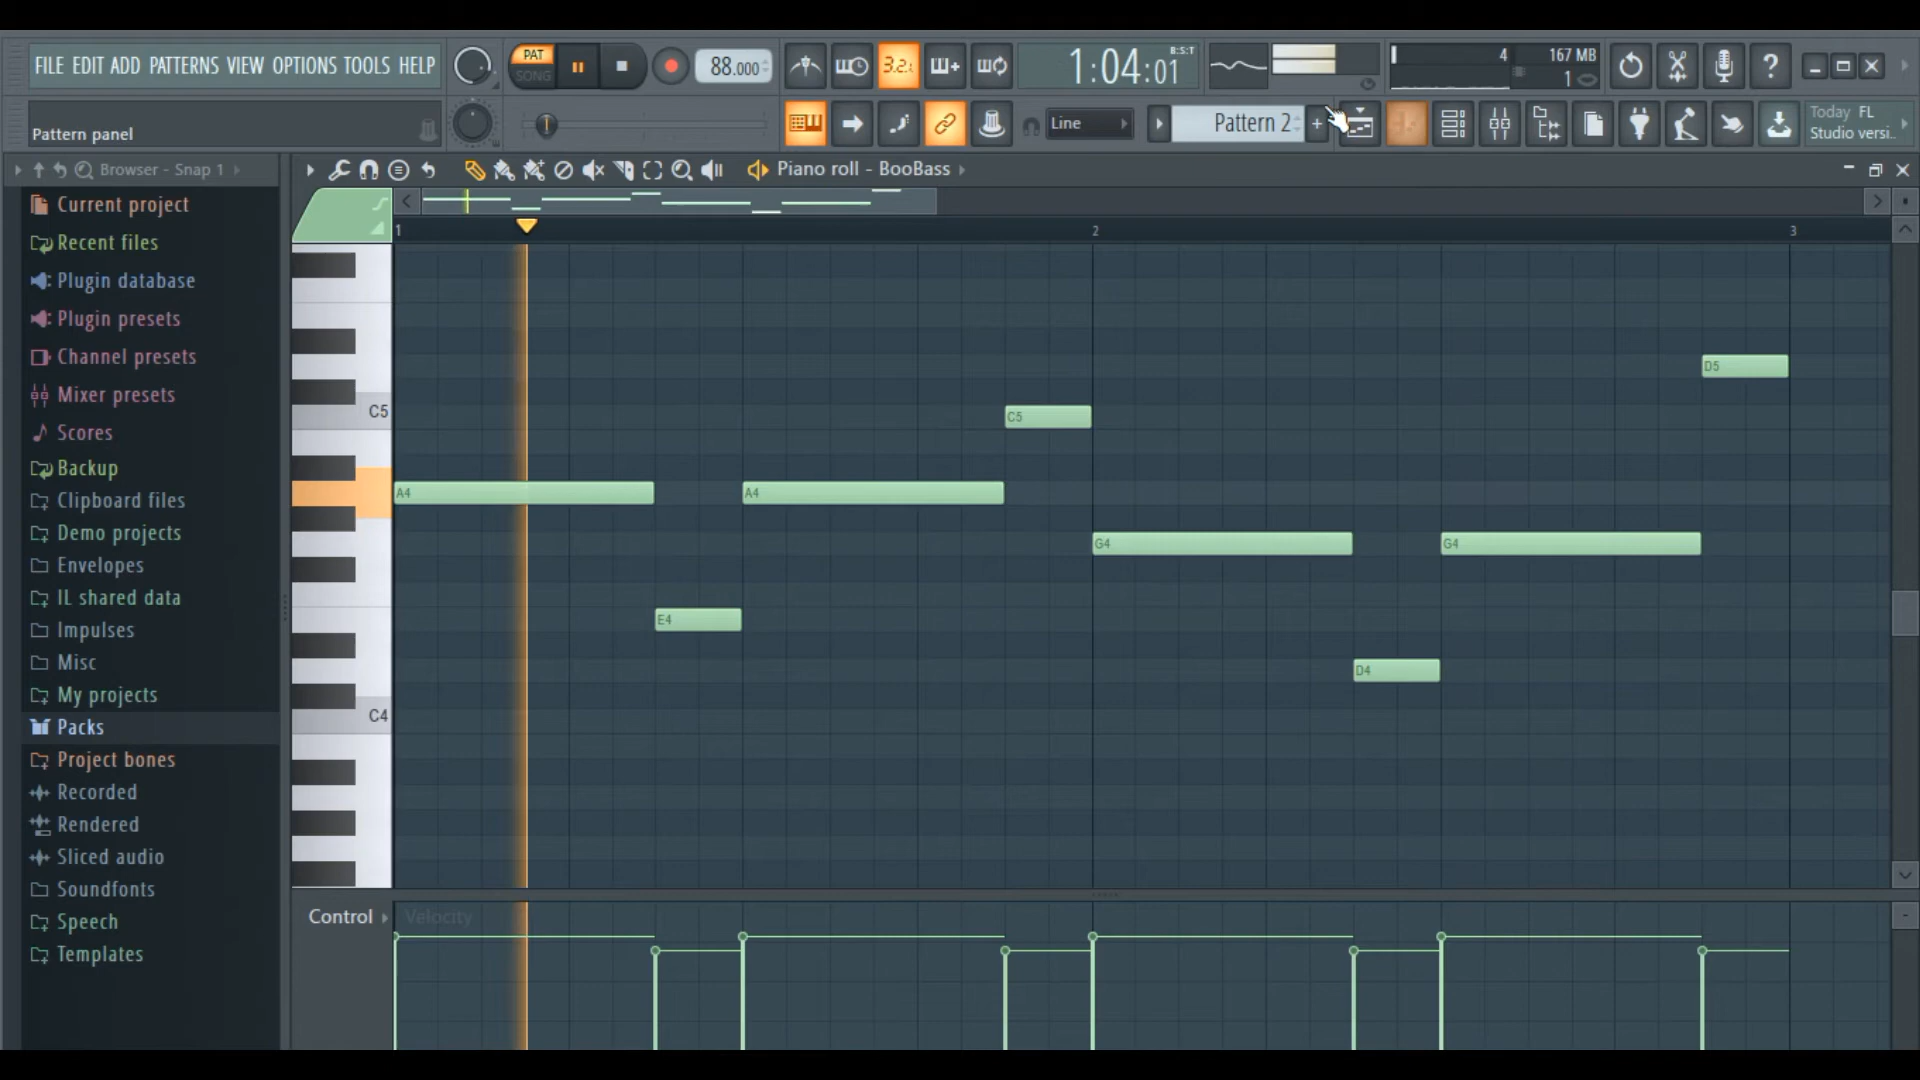 FILE EDIT ADD PATTERNS VIEW OPTIONS TOOLS HELP
PAT
SONG
88.000
3.2.1
1:04:01
B:S:T
4
167 MB
1
Pattern panel
Line
Pattern 2
Today FL
Studio versi..
Browser - Snap 1
Piano roll - BooBass
Current project
Recent files
Plugin database
Plugin presets
Channel presets
Mixer presets
Scores
Backup
Clipboard files
Demo projects
Envelopes
IL shared data
Impulses
Misc
My projects
Packs
Project bones
Recorded
Rendered
Sliced audio
Soundfonts
Speech
Templates
1
2
3
D5
C5
C5
A4
A4
G4
G4
E4
D4
C4
Control
Velocity